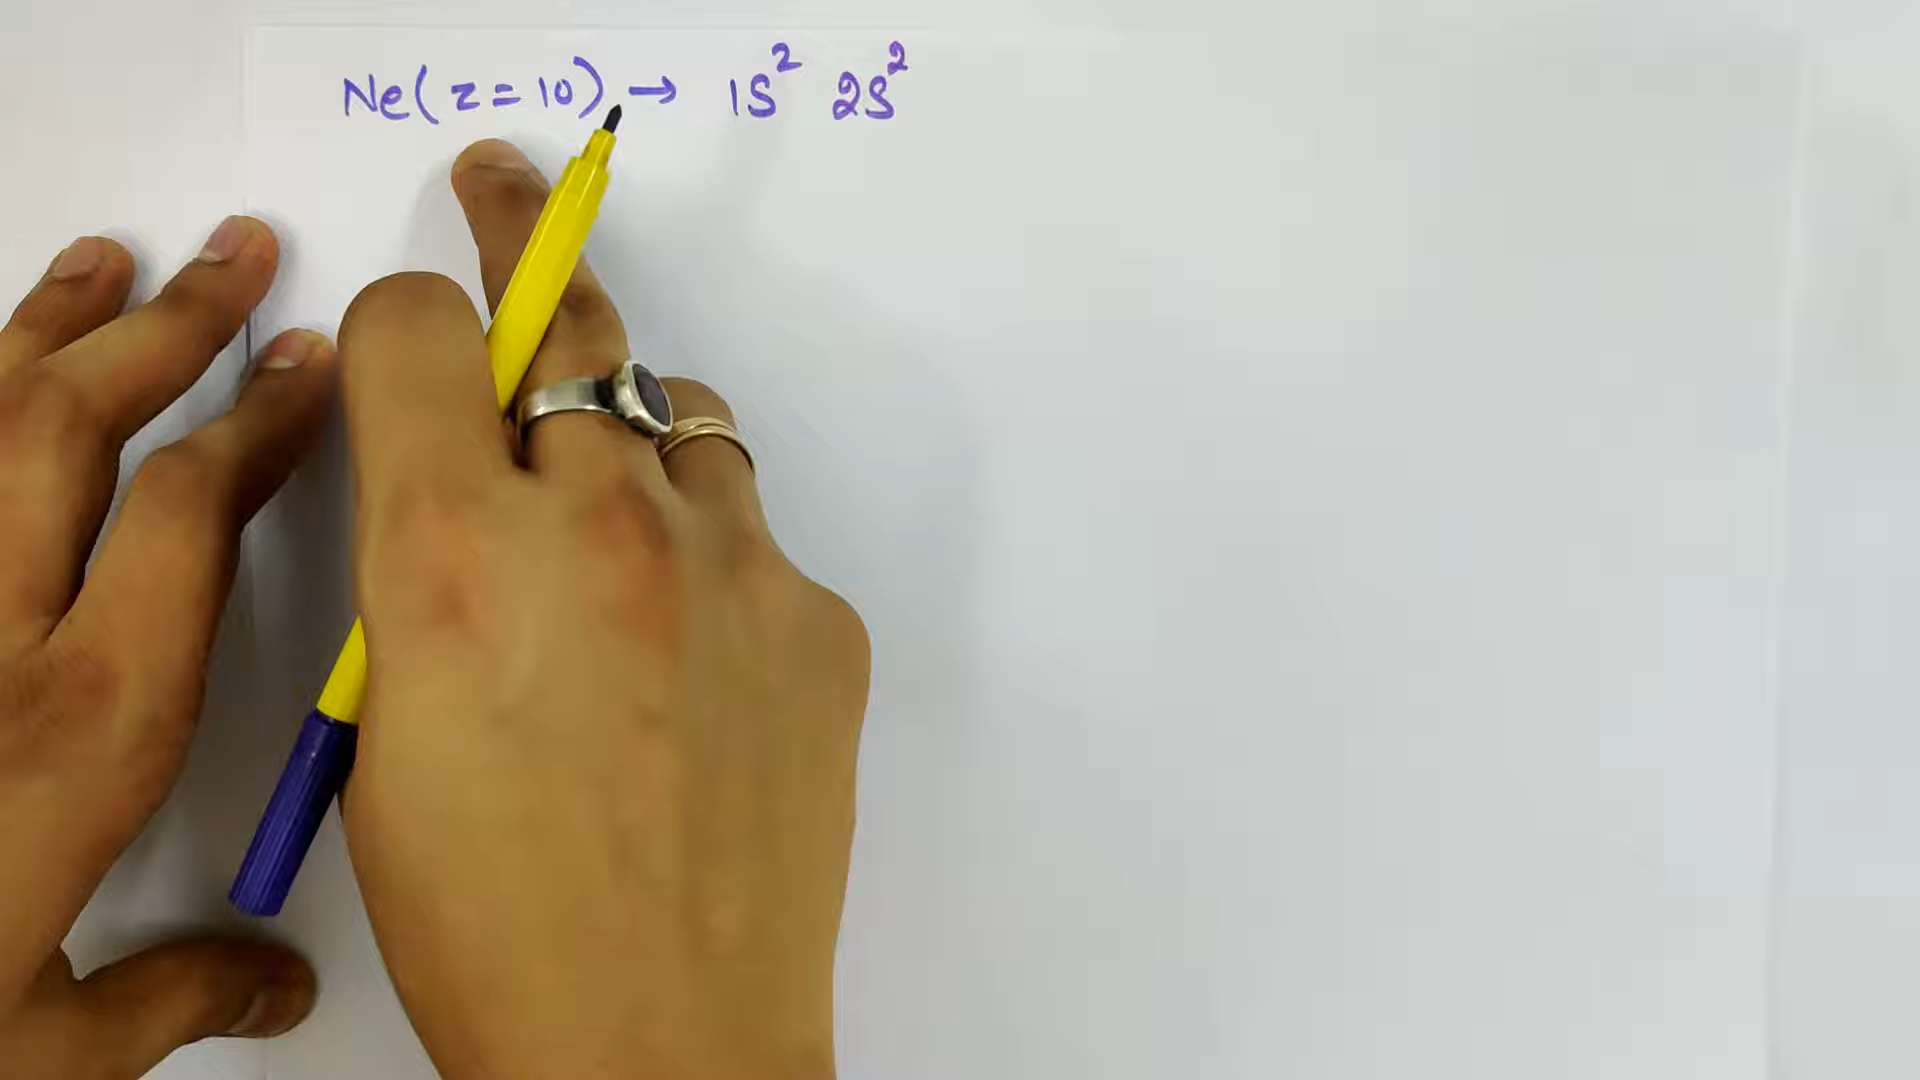 Ne(z=10) → 1S² 2S²